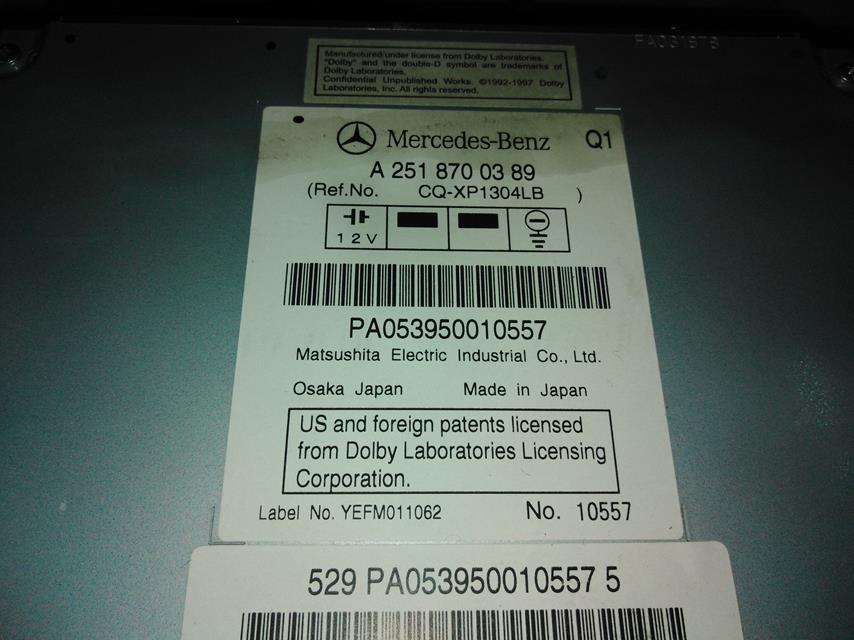 PA091676
Manufactured under license from Dolby Laboratories.
"Dolby" and the double-D symbol are trademarks of
Dolby Laboratories.
Confidential Unpublished Works. ©1992-1997 Dolby
Laboratories, Inc. All rights reserved.
Mercedes-Benz Q1
A 251 870 03 89
(Ref.No. CQ-XP1304LB )
12V
PA053950010557
Matsushita Electric Industrial Co., Ltd.
Osaka Japan Made in Japan
US and foreign patents licensed
from Dolby Laboratories Licensing
Corporation.
Label No. YEFM011062 No. 10557
529 PA053950010557 5